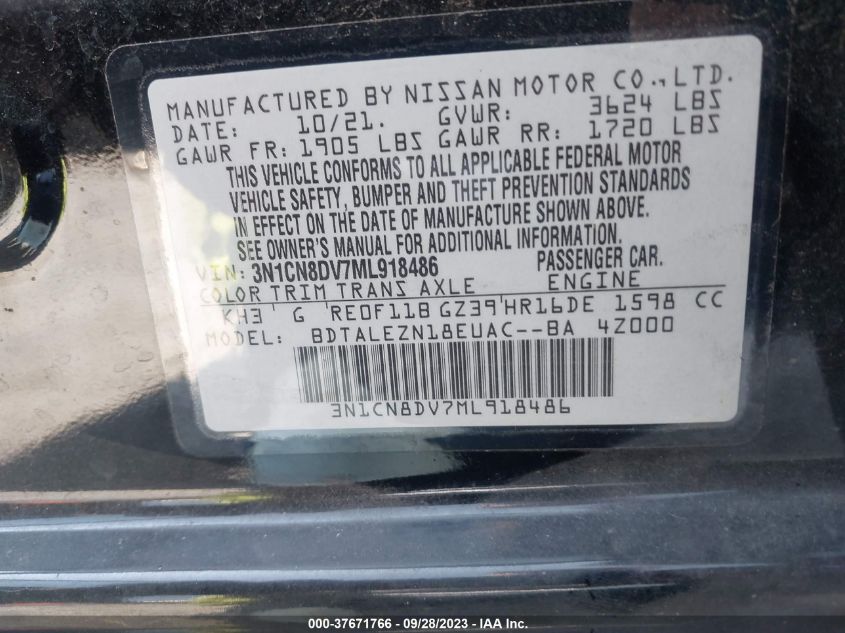 MANUFACTURED BY NISSAN MOTOR CO.,LTD.
DATE: 10/21. GVWR: 3624 LBS
GAWR FR: 1905 LBS GAWR RR: 1720 LBS
THIS VEHICLE CONFORMS TO ALL APPLICABLE FEDERAL MOTOR
VEHICLE SAFETY, BUMPER AND THEFT PREVENTION STANDARDS
IN EFFECT ON THE DATE OF MANUFACTURE SHOWN ABOVE.
SEE OWNER'S MANUAL FOR ADDITIONAL INFORMATION.
VIN: 3N1CN8DV7ML918486 PASSENGER CAR.
COLOR TRIM TRANS AXLE ENGINE
KH3 G RE0F11B GZ39 HR16DE 1598 CC
MODEL: BDTALEZN18EUAC--BA 4Z000
3N1CN8DV7ML918486
000-37671766 - 09/28/2023 - IAA, Inc.